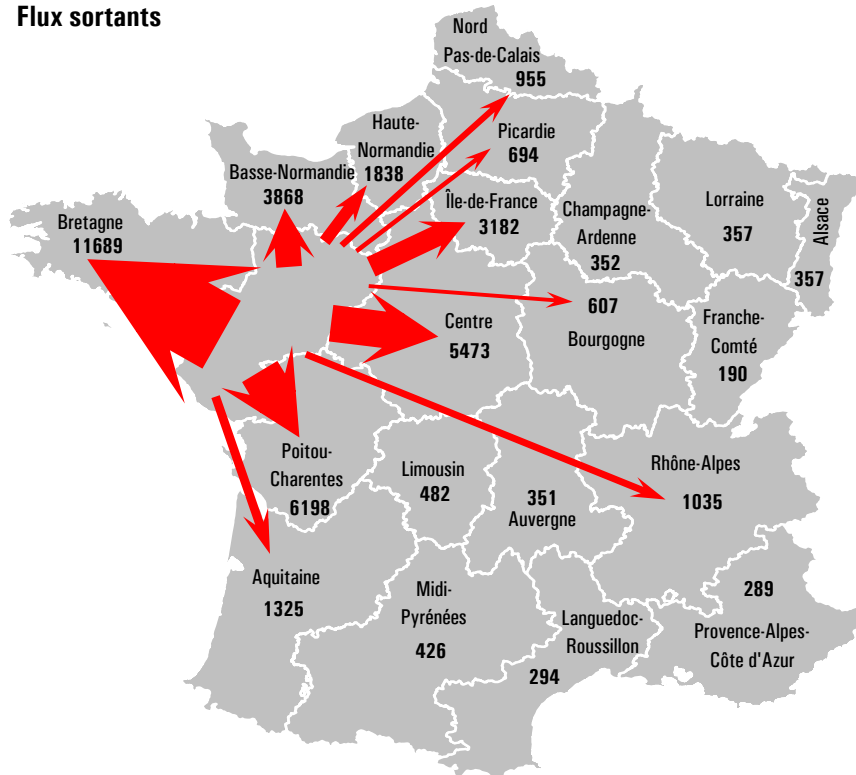 Flux sortants
Nord
Pas-de-Calais
955
Haute-
Normandie
1838
Picardie
694
Basse-Normandie
3868
Île-de-France
3182
Lorraine
357
Alsace
357
Champagne-
Ardenne
352
Bretagne
11689
607
Bourgogne
Franche-
Comté
190
Centre
5473
Poitou-
Charentes
6198
Limousin
482
351
Auvergne
Rhône-Alpes
1035
Aquitaine
1325
Midi-
Pyrénées
426
Languedoc-
Roussillon
294
289
Provence-Alpes-
Côte d'Azur